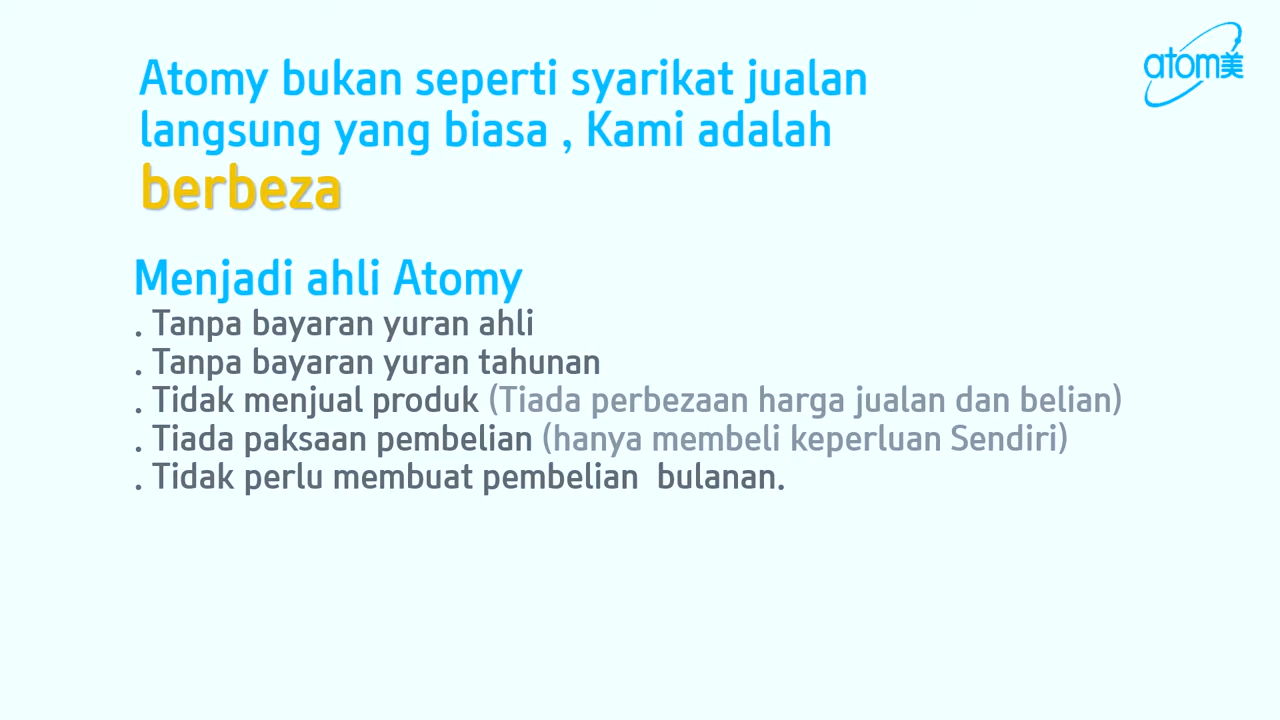 Atomy bukan seperti syarikat jualan
langsung yang biasa , Kami adalah
berbeza
atom美
Menjadi ahli Atomy
. Tanpa bayaran yuran ahli
. Tanpa bayaran yuran tahunan
. Tidak menjual produk (Tiada perbezaan harga jualan dan belian)
. Tiada paksaan pembelian (hanya membeli keperluan Sendiri)
. Tidak perlu membuat pembelian  bulanan.